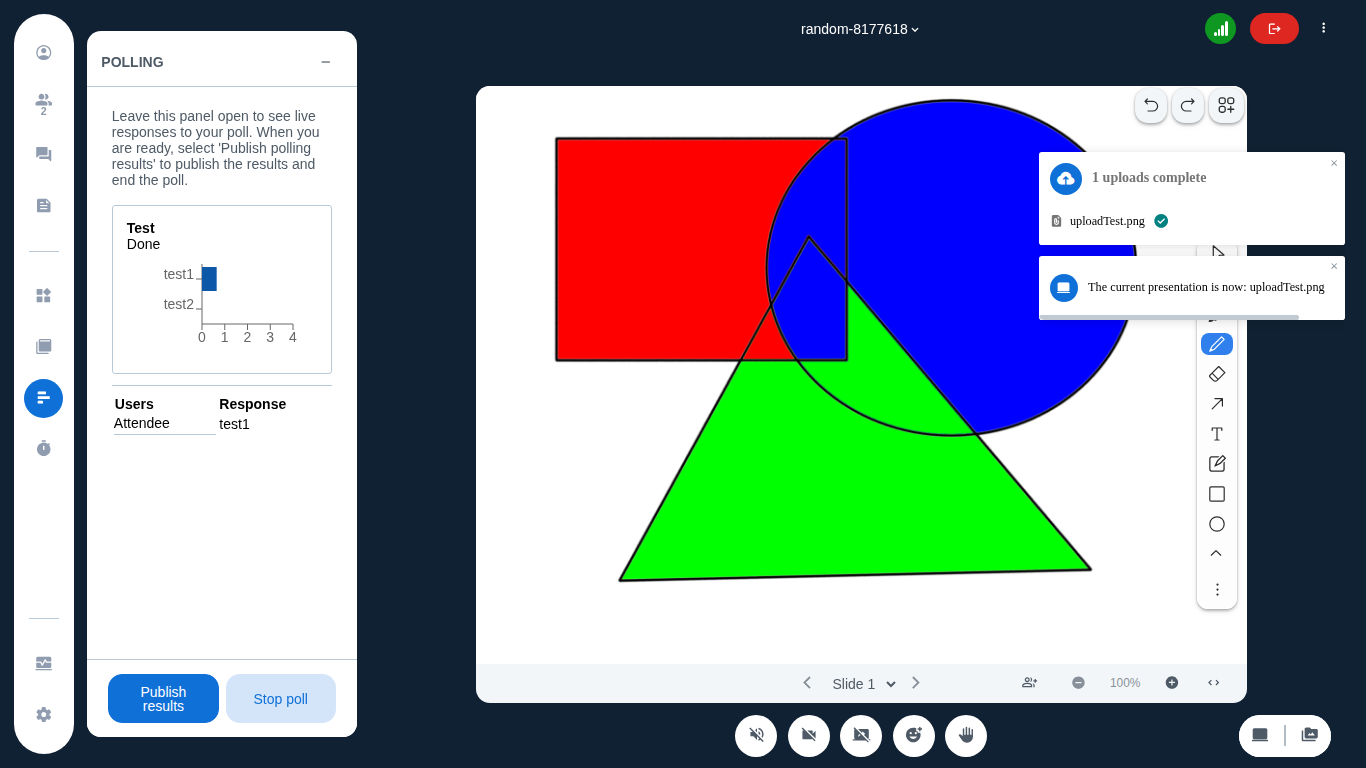 random-8177618
2
POLLING
Leave this panel open to see live
responses to your poll. When you
are ready, select 'Publish polling
results' to publish the results and
end the poll.
Test
Done
test1
test2
0 1 2 3 4
Users Response
Attendee test1
Publish
results
Stop poll
1 uploads complete
uploadTest.png
The current presentation is now: uploadTest.png
Slide 1
100%